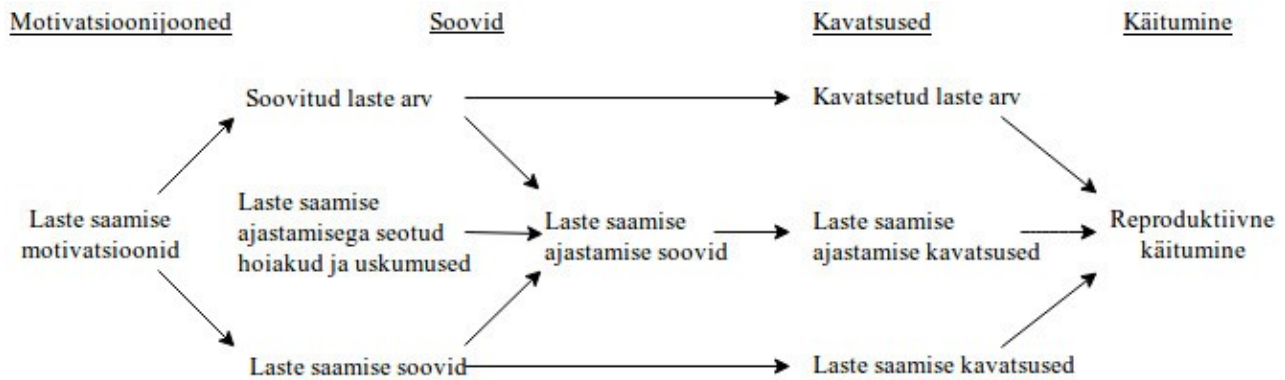 Motivatsioonijooned Soovid Kavatsused Käitumine
Soovitud laste arv Kavatsetud laste arv
Laste saamise
motivatsioonid
Laste saamise
ajastamisega seotud
hoiakud ja uskumused
Laste saamise
ajastamise soovid
Laste saamise
ajastamise kavatsused
Reproduktiivne
käitumine
Laste saamise soovid Laste saamise kavatsused